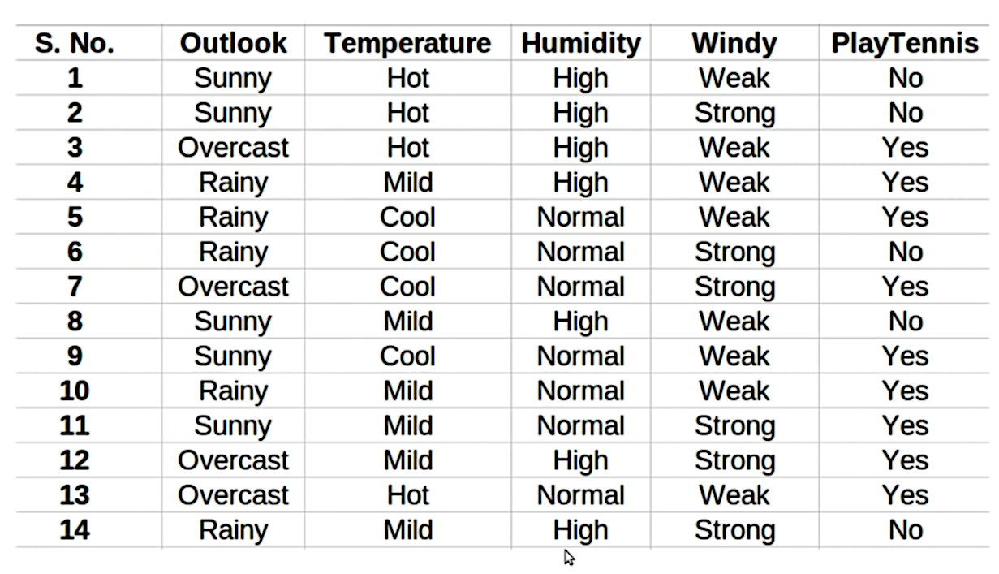 S. No. Outlook Temperature Humidity Windy PlayTennis
1 Sunny Hot High Weak No
2 Sunny Hot High Strong No
3 Overcast Hot High Weak Yes
4 Rainy Mild High Weak Yes
5 Rainy Cool Normal Weak Yes
6 Rainy Cool Normal Strong No
7 Overcast Cool Normal Strong Yes
8 Sunny Mild High Weak No
9 Sunny Cool Normal Weak Yes
10 Rainy Mild Normal Weak Yes
11 Sunny Mild Normal Strong Yes
12 Overcast Mild High Strong Yes
13 Overcast Hot Normal Weak Yes
14 Rainy Mild High Strong No